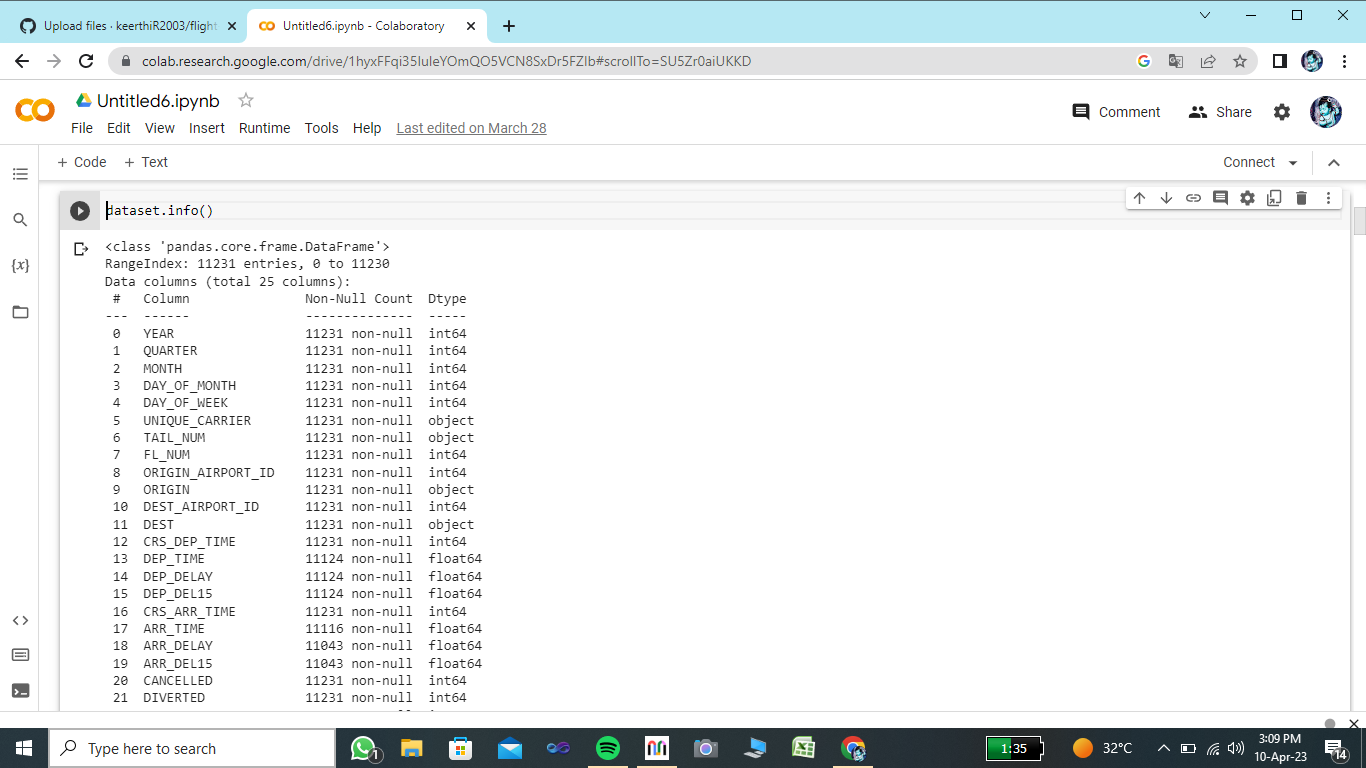 Upload files · keerthiR2003/flight
Untitled6.ipynb - Colaboratory
colab.research.google.com/drive/1hyxFFqi35luleYOmQO5VCN8SxDr5FZlb#scrollTo=SU5Zr0aiUKKD
Untitled6.ipynb
Comment
Share
File Edit View Insert Runtime Tools Help Last edited on March 28
+ Code + Text
Connect
dataset.info()
<class 'pandas.core.frame.DataFrame'>
RangeIndex: 11231 entries, 0 to 11230
Data columns (total 25 columns):
# Column Non-Null Count Dtype
--- ------ -------------- -----
0 YEAR 11231 non-null int64
1 QUARTER 11231 non-null int64
2 MONTH 11231 non-null int64
3 DAY_OF_MONTH 11231 non-null int64
4 DAY_OF_WEEK 11231 non-null int64
5 UNIQUE_CARRIER 11231 non-null object
6 TAIL_NUM 11231 non-null object
7 FL_NUM 11231 non-null int64
8 ORIGIN_AIRPORT_ID 11231 non-null int64
9 ORIGIN 11231 non-null object
10 DEST_AIRPORT_ID 11231 non-null int64
11 DEST 11231 non-null object
12 CRS_DEP_TIME 11231 non-null int64
13 DEP_TIME 11124 non-null float64
14 DEP_DELAY 11124 non-null float64
15 DEP_DEL15 11124 non-null float64
16 CRS_ARR_TIME 11231 non-null int64
17 ARR_TIME 11116 non-null float64
18 ARR_DELAY 11043 non-null float64
19 ARR_DEL15 11043 non-null float64
20 CANCELLED 11231 non-null int64
21 DIVERTED 11231 non-null int64
{x}
Type here to search
1
1:35
32°C
3:09 PM
10-Apr-23
14